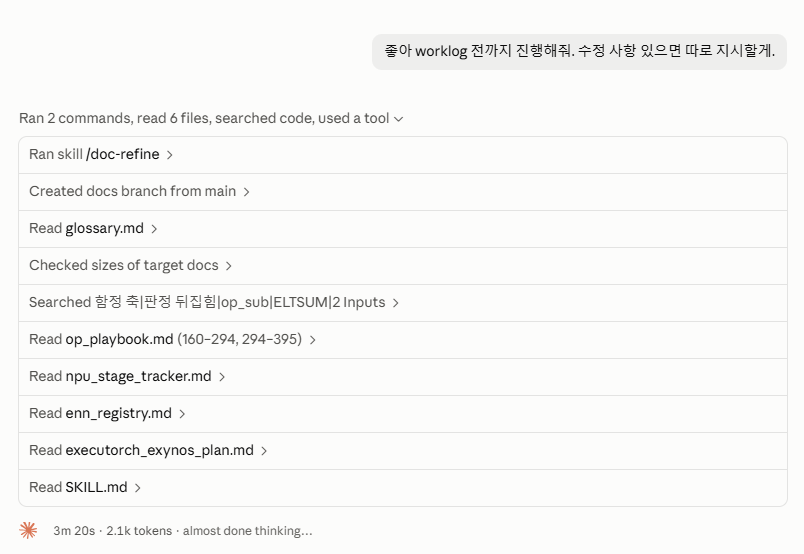 좋아 worklog 전까지 진행해줘. 수정 사항 있으면 따로 지시할게.
Ran 2 commands, read 6 files, searched code, used a tool
Ran skill /doc-refine
Created docs branch from main
Read glossary.md
Checked sizes of target docs
Searched 함정 축|판정 뒤집힘|op_sub|ELTSUM|2 Inputs
Read op_playbook.md (160–294, 294–395)
Read npu_stage_tracker.md
Read enn_registry.md
Read executorch_exynos_plan.md
Read SKILL.md
3m 20s · 2.1k tokens · almost done thinking...